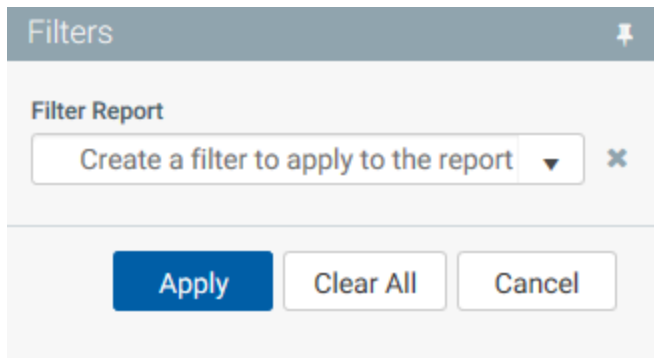 Filters
Filter Report
Create a filter to apply to the report
Apply Clear All Cancel